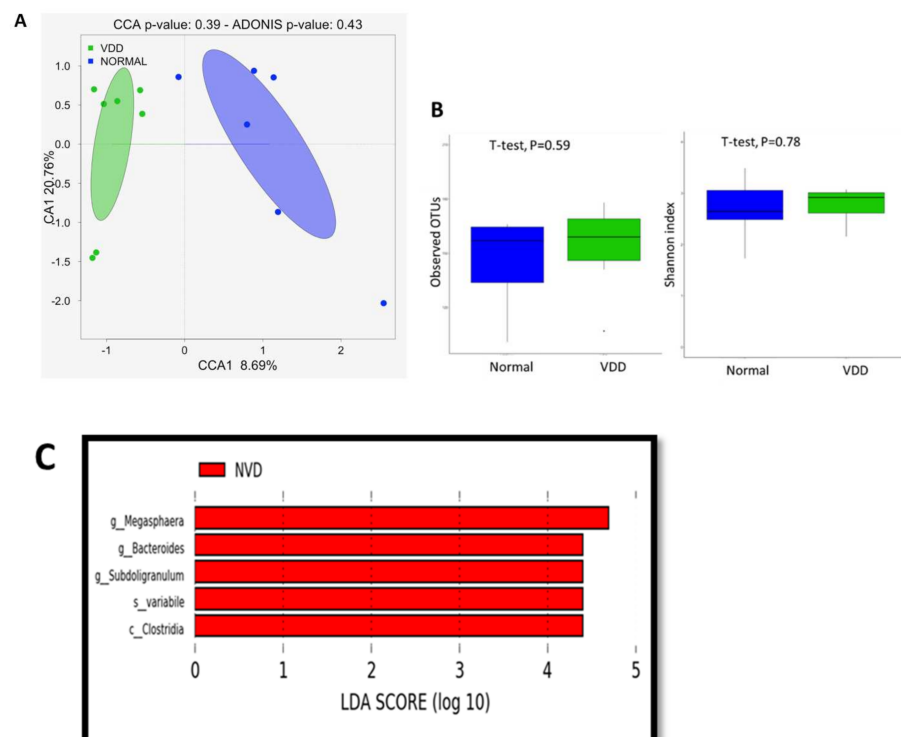 A
CCA p-value: 0.39 - ADONIS p-value: 0.43
VDD
NORMAL
1.0
0.5
0.0
-0.5
-1.0
-1.5
-2.0
CA1 20.76%
-1
0
1
2
CCA1 8.69%
B
T-test, P=0.59
Observed OTUs
Normal
VDD
T-test, P=0.78
Shannon index
Normal
VDD
C
NVD
g_Megasphaera
g_Bacteroides
g_Subdoligranulum
s_variabile
c_Clostridia
0
1
2
3
4
5
LDA SCORE (log 10)